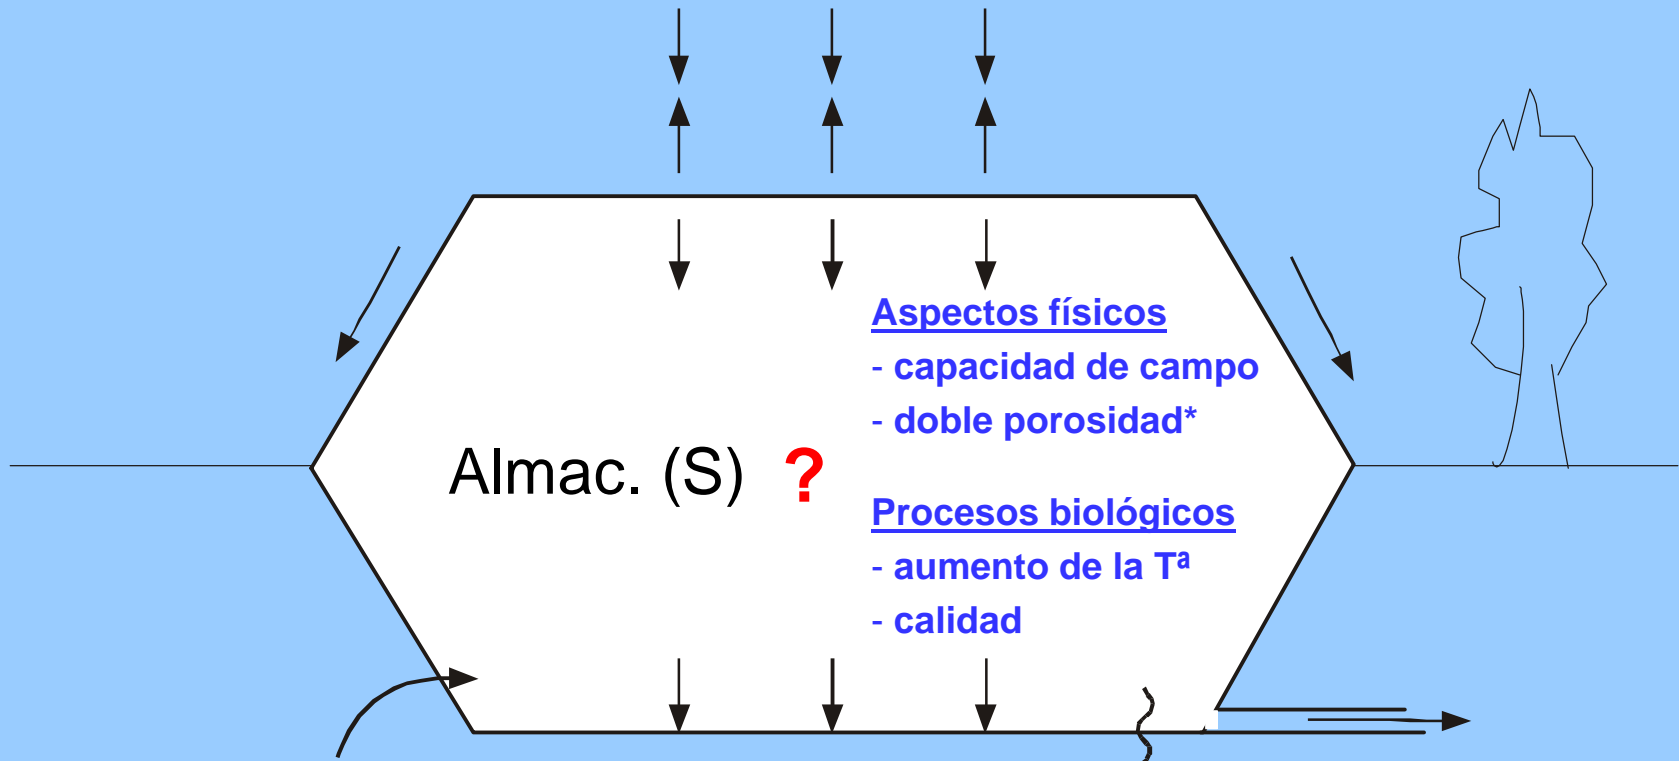 Aspectos físicos
- capacidad de campo
- doble porosidad*
Almac. (S) ?
Procesos biológicos
- aumento de la Tª
- calidad